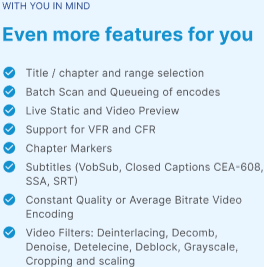 WITH YOU IN MIND
Even more features for you
Title / chapter and range selection
Batch Scan and Queueing of encodes
Live Static and Video Preview
Support for VFR and CFR
Chapter Markers
Subtitles (VobSub, Closed Captions CEA-608,
SSA, SRT)
Constant Quality or Average Bitrate Video
Encoding
Video Filters: Deinterlacing, Decomb,
Denoise, Detelecine, Deblock, Grayscale,
Cropping and scaling